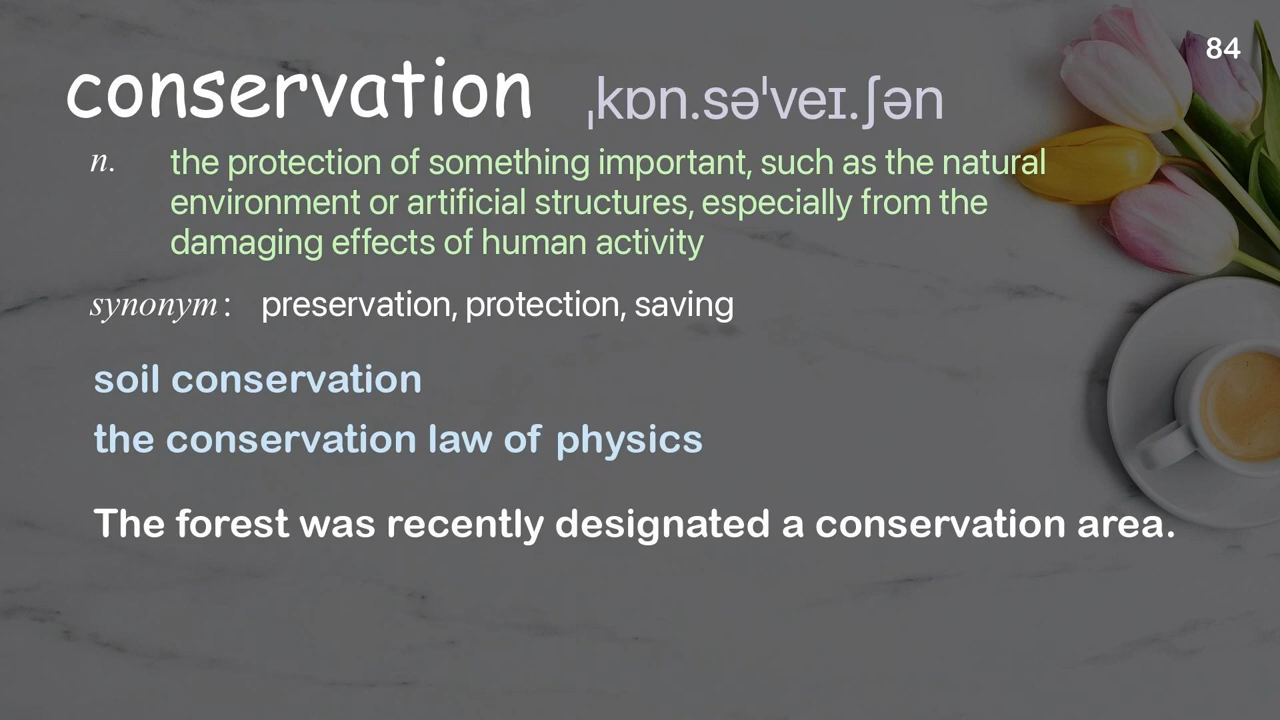 84
conservation ˌkɒn.səˈveɪ.ʃən
n. the protection of something important, such as the natural
environment or artificial structures, especially from the
damaging effects of human activity
synonym: preservation, protection, saving
soil conservation
the conservation law of physics
The forest was recently designated a conservation area.